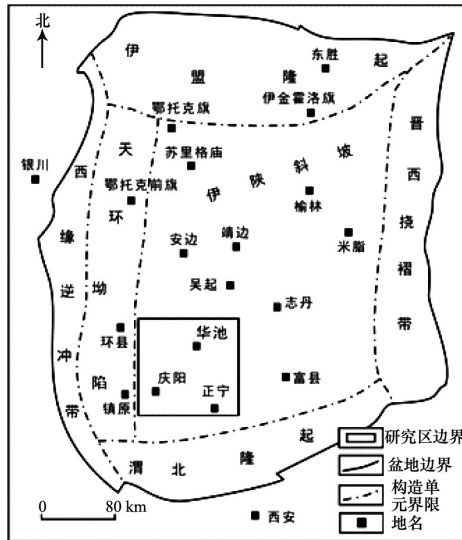 北
伊盟隆起
东胜
伊金霍洛旗
鄂托克旗
银川
西缘逆冲带
天环坳陷
苏里格庙
鄂托克前旗
伊陕斜坡
晋西挠褶带
榆林
安边
靖边
米脂
吴起
志丹
环县
华池
庆阳
镇原
正宁
富县
渭北隆起
西安
0 80 km
研究区边界
盆地边界
构造单
元界限
地名